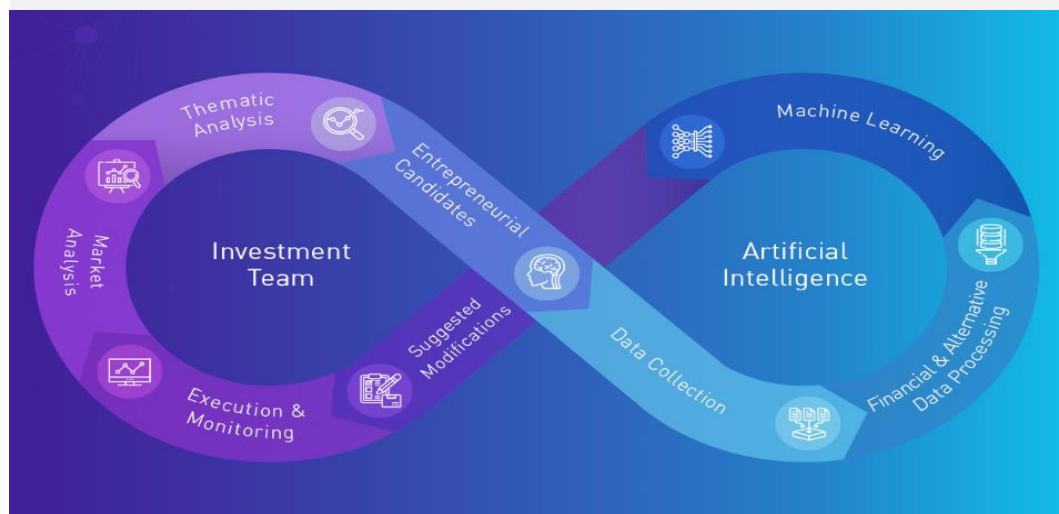 Thematic
Analysis
Entrepreneurial
Candidates
Machine Learning
Investment
Team
Artificial
Intelligence
Market
Analysis
Suggested
Modifications
Data Collection
Financial & Alternative
Data Processing
Execution &
Monitoring